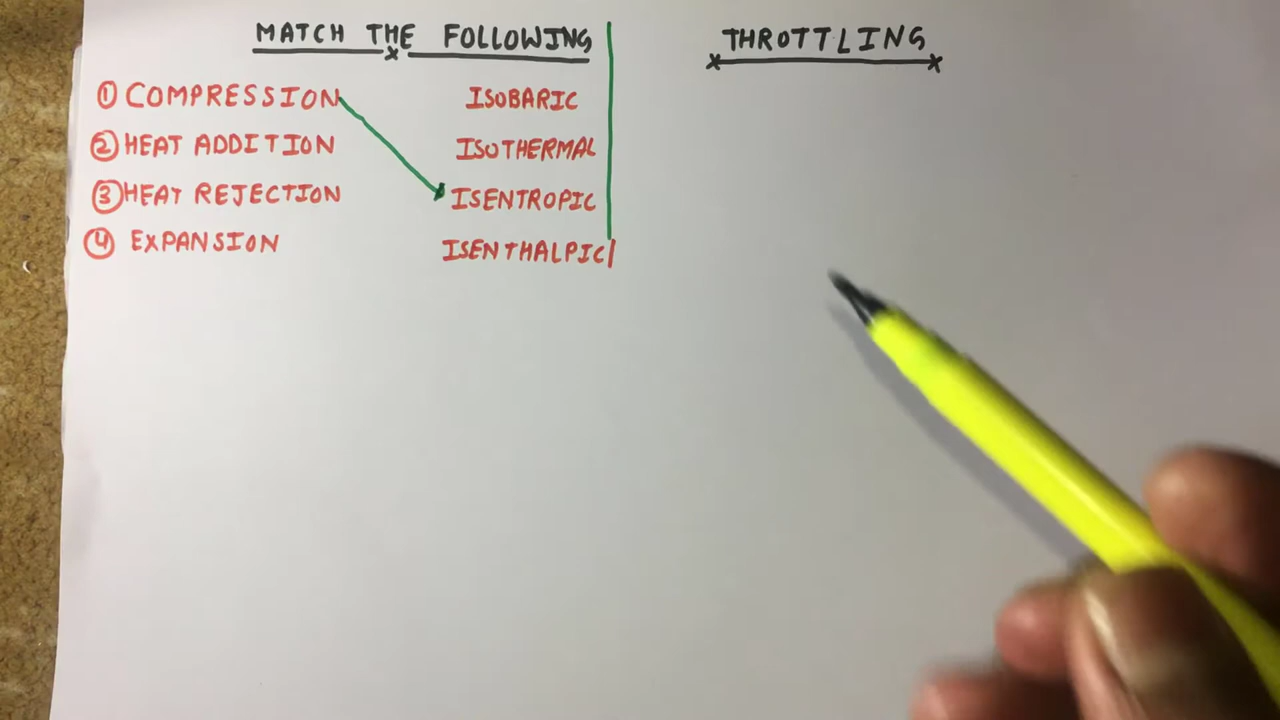 MATCH THE FOLLOWING
① COMPRESSION ISOBARIC
② HEAT ADDITION ISOTHERMAL
③ HEAT REJECTION ISENTROPIC
④ EXPANSION ISENTHALPIC
THROTTLING